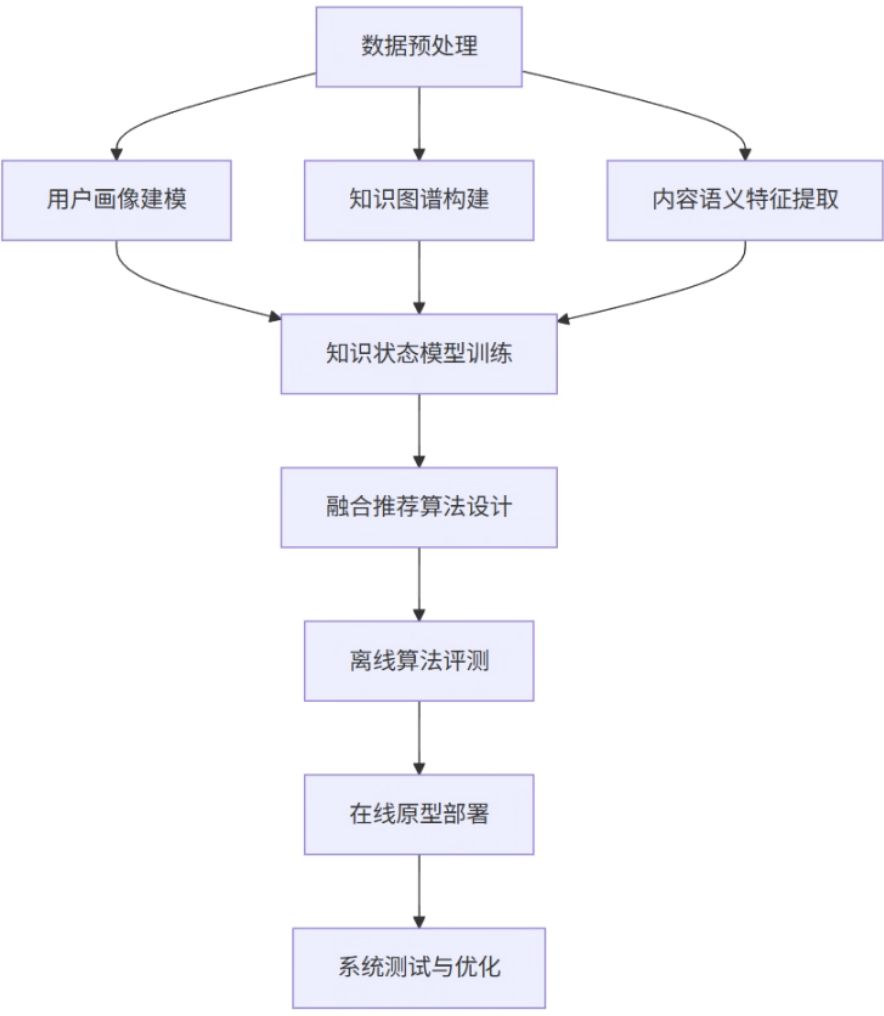 数据预处理
用户画像建模
知识图谱构建
内容语义特征提取
知识状态模型训练
融合推荐算法设计
离线算法评测
在线原型部署
系统测试与优化